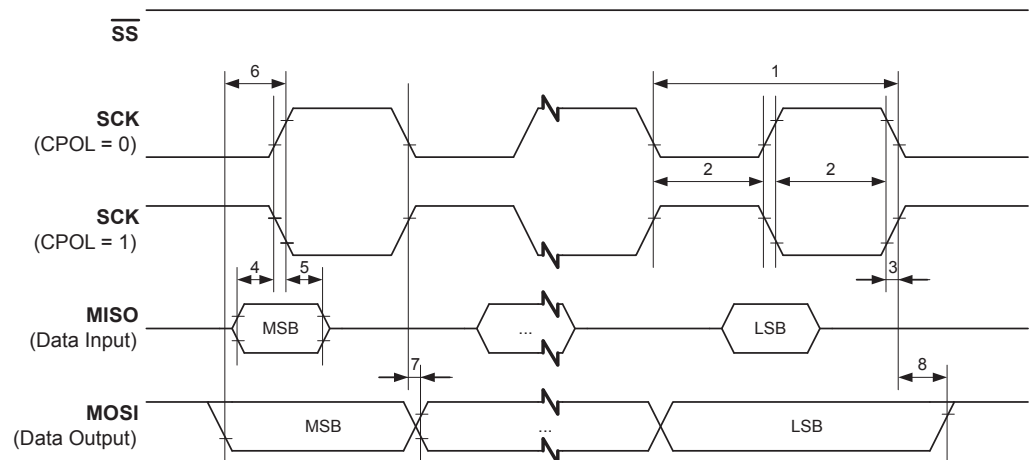 SS
6
1
SCK
(CPOL = 0)
2
2
SCK
(CPOL = 1)
4
5
3
MISO
(Data Input)
MSB
...
LSB
7
8
MOSI
(Data Output)
MSB
...
LSB